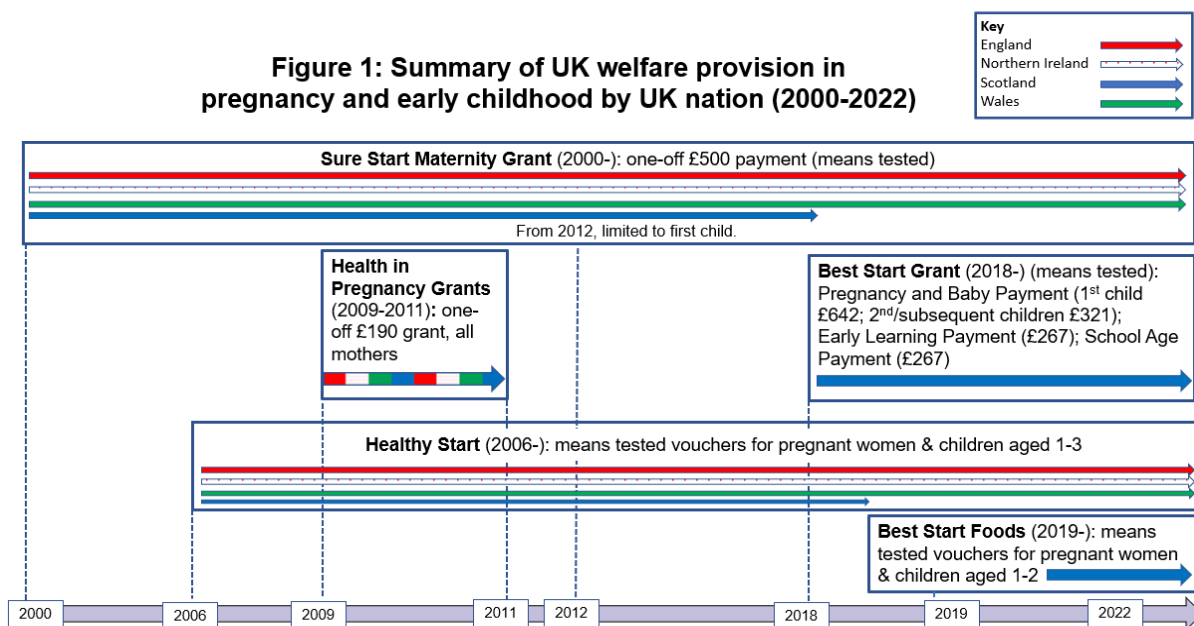 Key
England
Northern Ireland
Scotland
Wales
Figure 1: Summary of UK welfare provision in
pregnancy and early childhood by UK nation (2000-2022)
Sure Start Maternity Grant (2000-): one-off £500 payment (means tested)
From 2012, limited to first child.
Health in
Pregnancy Grants
(2009-2011): one-
off £190 grant, all
mothers
Best Start Grant (2018-) (means tested):
Pregnancy and Baby Payment (1st child
£642; 2nd/subsequent children £321);
Early Learning Payment (£267); School Age
Payment (£267)
Healthy Start (2006-): means tested vouchers for pregnant women & children aged 1-3
Best Start Foods (2019-): means
tested vouchers for pregnant women
& children aged 1-2
2000
2006
2009
2011
2012
2018
2019
2022